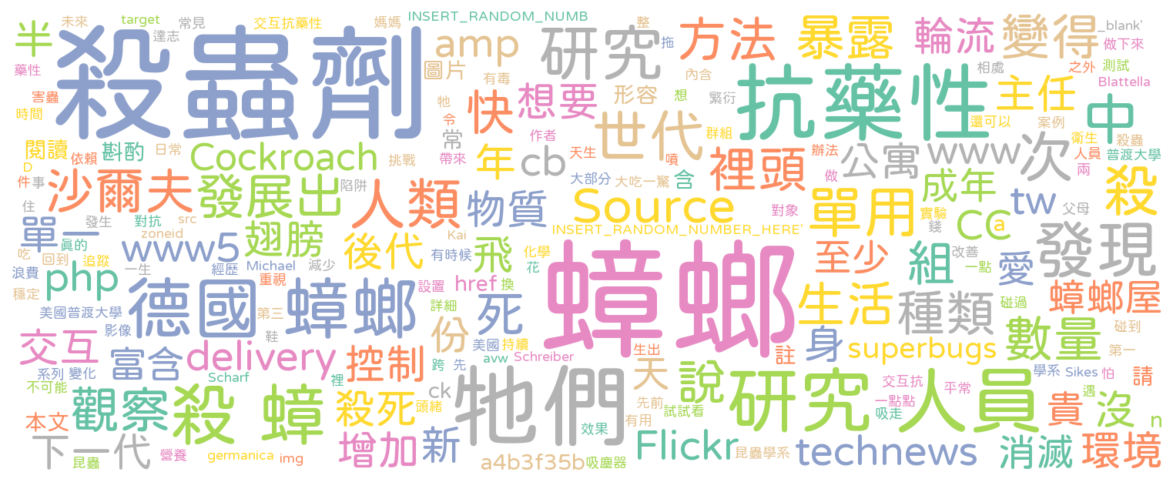 半
未來
target
交互抗藥性
媽媽
INSERT_RANDOM_NUMB
達志
常見
殺蟲劑
amp
圖片
有毒
研究
方法
暴露
輪流
變得
_blank'
做下來
測試
Blattella
藥性
害蟲
時間
牠
令
快
想要
作者
帶來
形容
整
拖
內含
想
繁衍
世代
群組
抗藥性
相處
還可以
主任
之外
案例
中
衛生
殺蟲
人員
普渡大學
兩
閱讀
斟酌
依賴
日常
D
件
事
Cockroach
挑戰
常
年
cb
天生
噴
大部分
大吃一驚
含
裡頭
辦法
做
公寓
www
次
沙爾夫
發展出
陷阱
人類
物質
Source
對象
單用
實驗
錢
成年
CC
a
tw
父母
殺
住
發生
對抗
src
單一
www5
翅膀
後代
有時候
Kai
飛
化學
花
INSERT_RANDOM_NUMBER_HERE'
至少
組
改善
一點
愛
發現
吃
回到
真的
追蹤
zoneid
浪費
php
穩定
一生
經歷
Michael
減少
重視
設置
href
換
詳細
蟑螂
生活
種類
碰過
蟑螂屋
碰到
美國普渡大學
影像
第三
鞋
德國
蟑螂
份
死
美國
持續
avw
Schreiber
生出
註
身
superbugs
數量
第一
交互
系列
變化
不可能
富含
delivery
Scharf
控制
裡
跨
先
ck
頭緒
牠們
天
先前
有用
說
試試看
研究人員
交互抗
一點點
吸走
平常
學系
Sikes
怕
遇
請
本文
觀察
殺
蟑
殺死
效果
貴
沒
n
下一代
昆蟲
營養
germanica
img
增加
新
a4b3f35b
吸塵器
Flickr
昆蟲學系
technews
消滅
環境